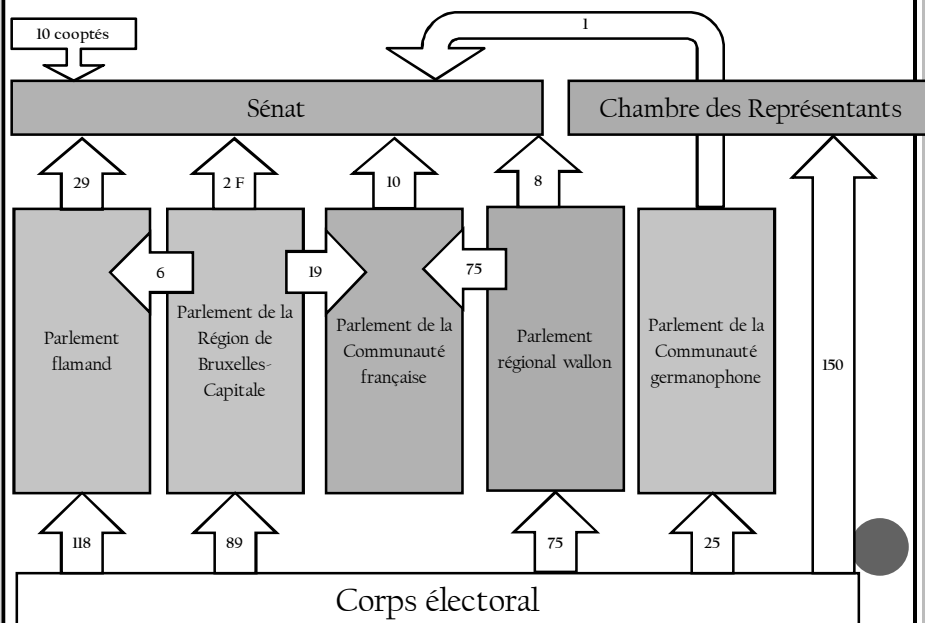 10 cooptés
1
Sénat
Chambre des Représentants
29
2 F
10
8
6
19
75
Parlement
flamand
Parlement de la
Région de
Bruxelles-
Capitale
Parlement de la
Communauté
française
Parlement
régional wallon
Parlement de la
Communauté
germanophone
150
118
89
75
25
Corps électoral